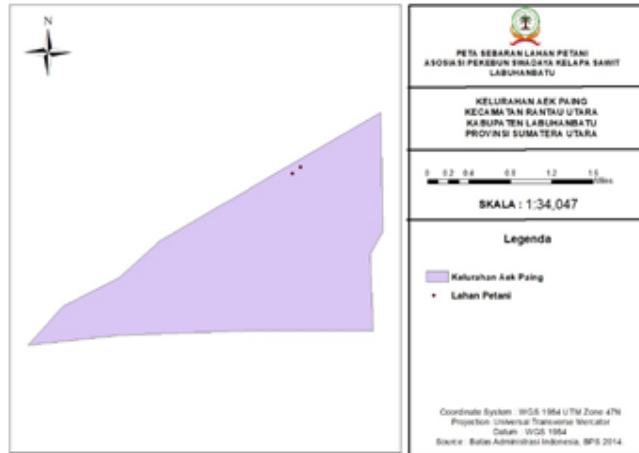 N
PETA SEBARAN LAHAN PETANI
ASOSIASI PEKEBUN SWADAYA KELAPA SAWIT
LABUHANBATU
KELURAHAN AEK PAING
KECAMATAN RANTAU UTARA
KABUPATEN LABUHANBATU
PROVINSI SUMATERA UTARA
0 0.2 0.4 0.8 1.2 1.6
Miles
SKALA : 1:34,047
Legenda
Kelurahan Aek Paing
Lahan Petani
Coordinate System : WGS 1984 UTM Zone 47N
Projection: Universal Transverse Mercator
Datum : WGS 1984
Source : Batas Administrasi Indonesia, BPS 2014.